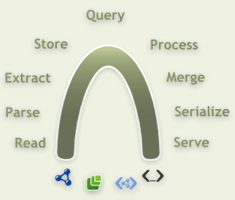 Query
Store
Process
Extract
Merge
Parse
Serialize
Read
Serve